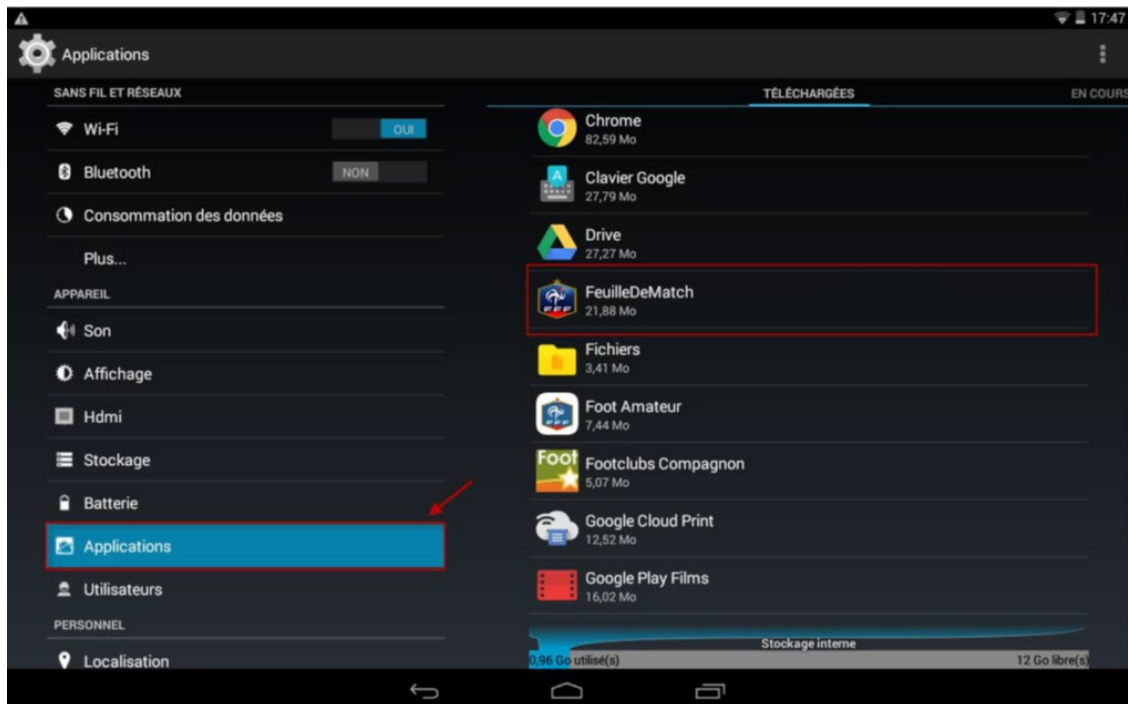 17:47
Applications
SANS FIL ET RÉSEAUX
Wi-Fi
OUI
Bluetooth
NON
Consommation des données
Plus...
APPAREIL
Son
Affichage
Hdmi
Stockage
Batterie
Applications
Utilisateurs
PERSONNEL
Localisation
TÉLÉCHARGÉES
EN COURS
Chrome
82,59 Mo
A
Clavier Google
27,79 Mo
Drive
27,27 Mo
FFF
FeuilleDeMatch
21,88 Mo
Fichiers
3,41 Mo
FFF
Foot Amateur
7,44 Mo
Foot
Footclubs Compagnon
5,07 Mo
Google Cloud Print
12,52 Mo
Google Play Films
16,02 Mo
Stockage interne
0,96 Go utilisé(s)
12 Go libre(s)